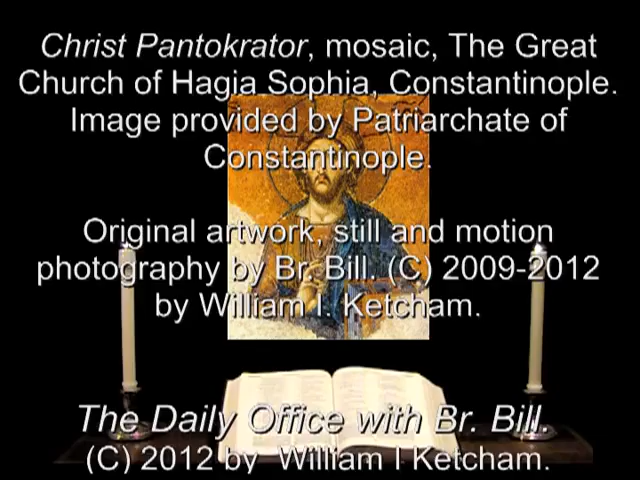 Christ Pantokrator, mosaic, The Great
Church of Hagia Sophia, Constantinople.
Image provided by Patriarchate of
Constantinople.
Original artwork, still and motion
photography by Br. Bill. (C) 2009-2012
by William I. Ketcham.
The Daily Office with Br. Bill.
(C) 2012 by William I Ketcham.